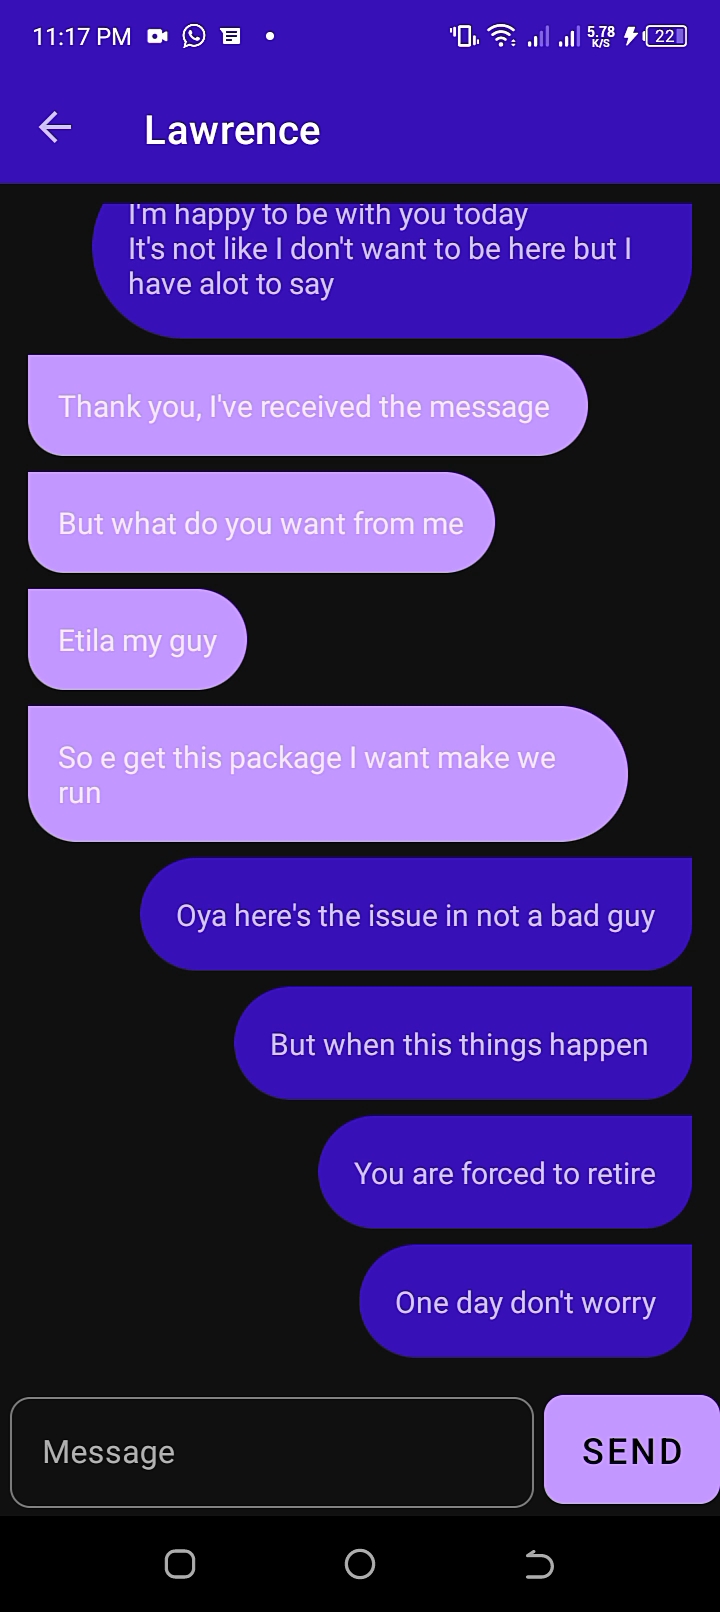 11:17 PM
5.78
K/S
22
Lawrence
I'm happy to be with you today
It's not like I don't want to be here but I
have alot to say
Thank you, I've received the message
But what do you want from me
Etila my guy
So e get this package I want make we
run
Oya here's the issue in not a bad guy
But when this things happen
You are forced to retire
One day don't worry
Message
SEND